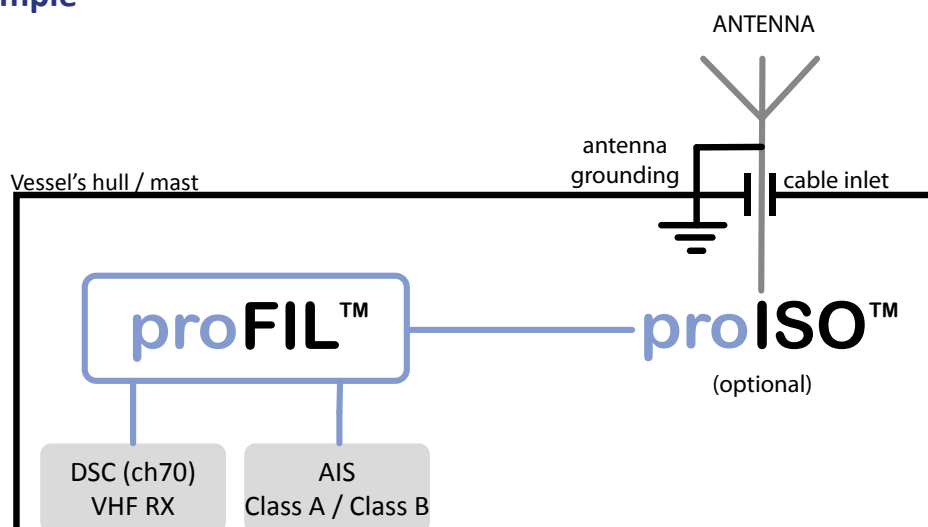 mple
ANTENNA
antenna
grounding
Vessel's hull / mast
cable inlet
proFIL™
proISO™
(optional)
DSC (ch70)
VHF RX
AIS
Class A / Class B